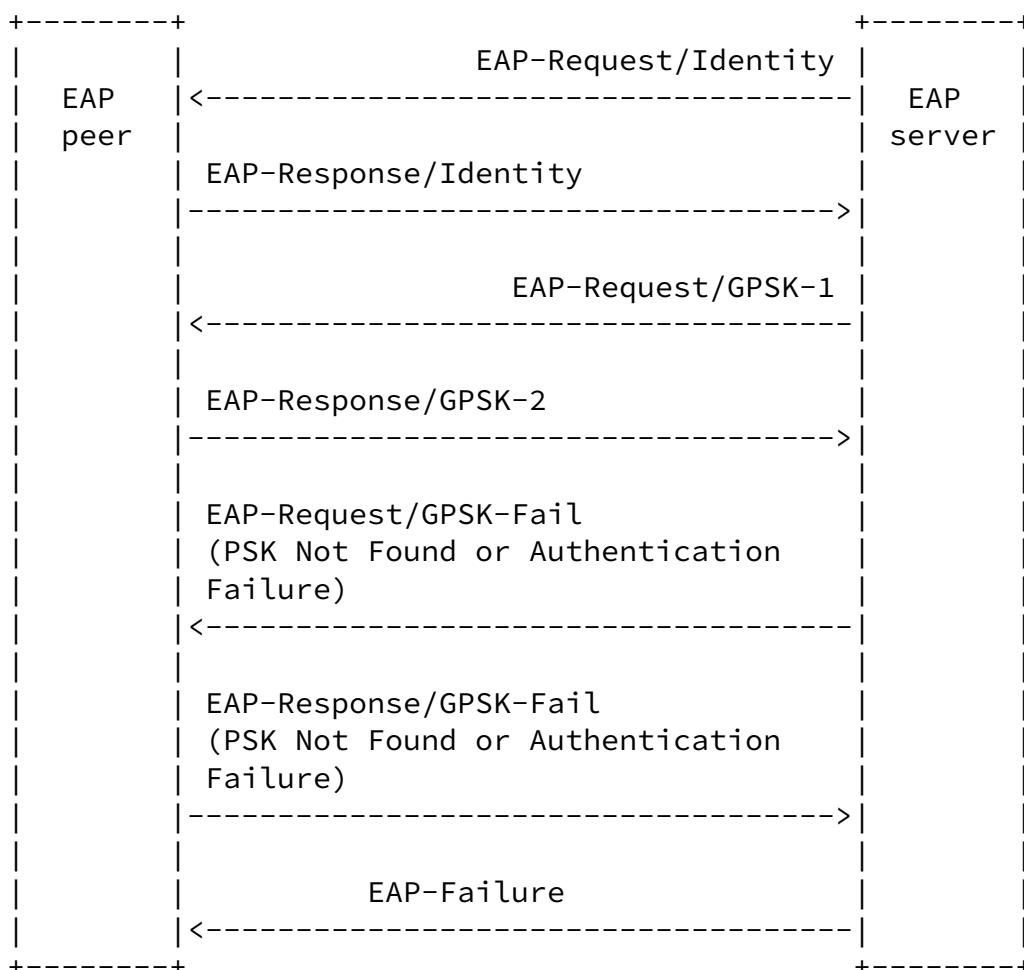 EAP-Request/Identity
EAP EAP
peer server
EAP-Response/Identity
EAP-Request/GPSK-1
EAP-Response/GPSK-2
EAP-Request/GPSK-Fail
(PSK Not Found or Authentication
Failure)
EAP-Response/GPSK-Fail
(PSK Not Found or Authentication
Failure)
EAP-Failure